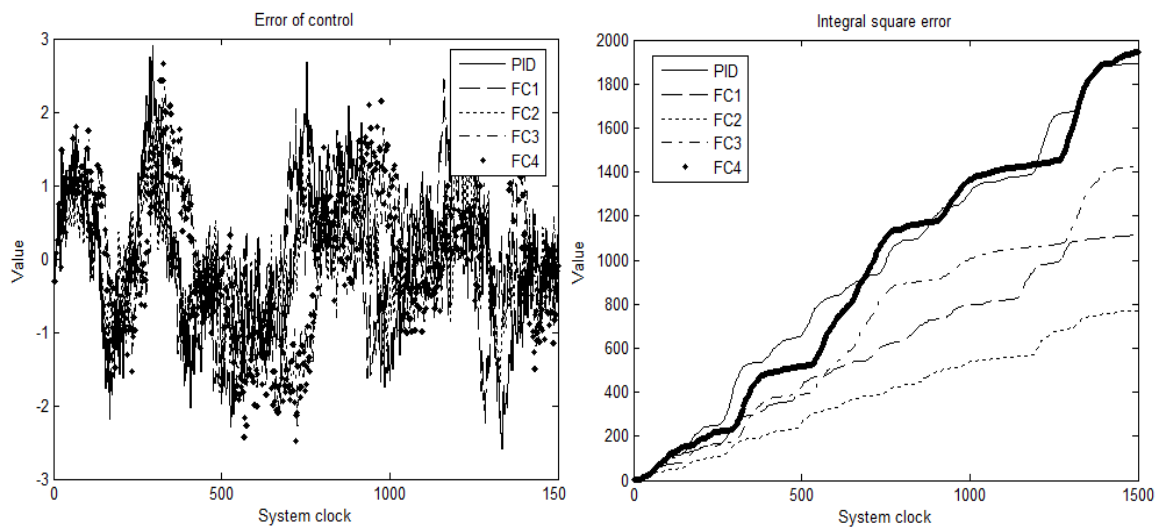 Error of control
3
2
1
0
-1
-2
-3
Value
0
500
1000
1500
System clock
PID
FC1
FC2
FC3
FC4
Integral square error
2000
1800
1600
1400
1200
1000
800
600
400
200
0
Value
0
500
1000
1500
System clock
PID
FC1
FC2
FC3
FC4